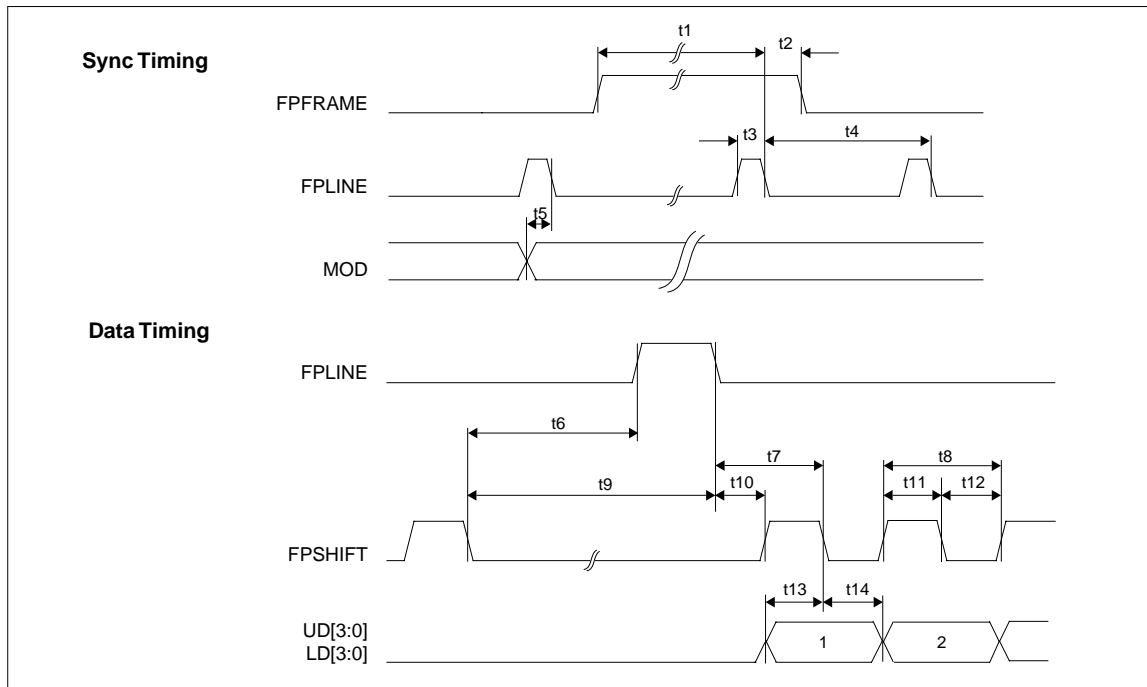 Sync Timing
t1
t2
FPFRAME
t3
t4
FPLINE
t5
MOD
Data Timing
FPLINE
t6
t7
t8
t9
t10
t11
t12
FPSHIFT
t13
t14
UD[3:0]
LD[3:0]
1
2